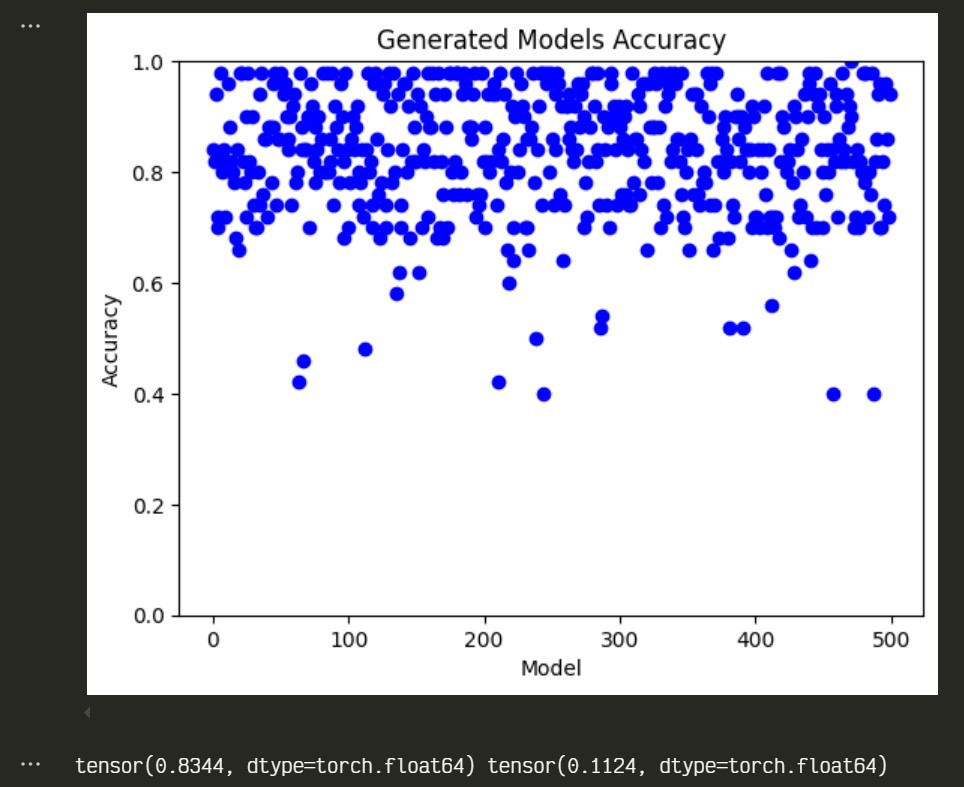 ...
Generated Models Accuracy
1.0
0.8
0.6
0.4
0.2
0.0
Accuracy
0 100 200 300 400 500
Model
... tensor(0.8344, dtype=torch.float64) tensor(0.1124, dtype=torch.float64)